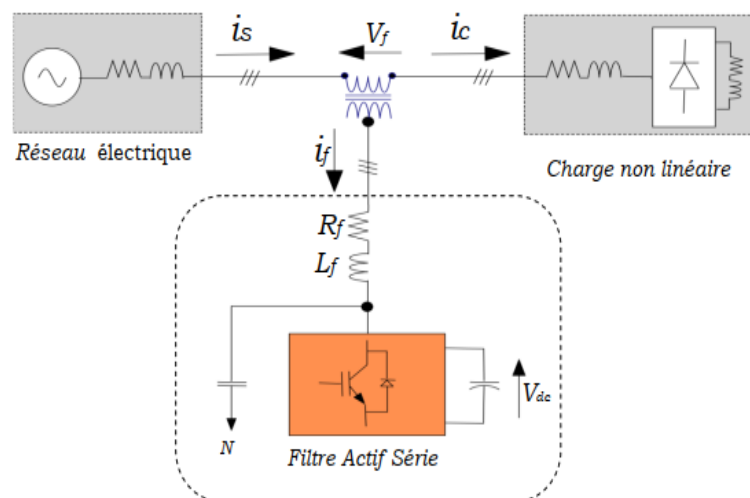 is
Vf
ic
Réseau électrique
if
Charge non linéaire
Rf
Lf
Vdc
N
Filtre Actif Série